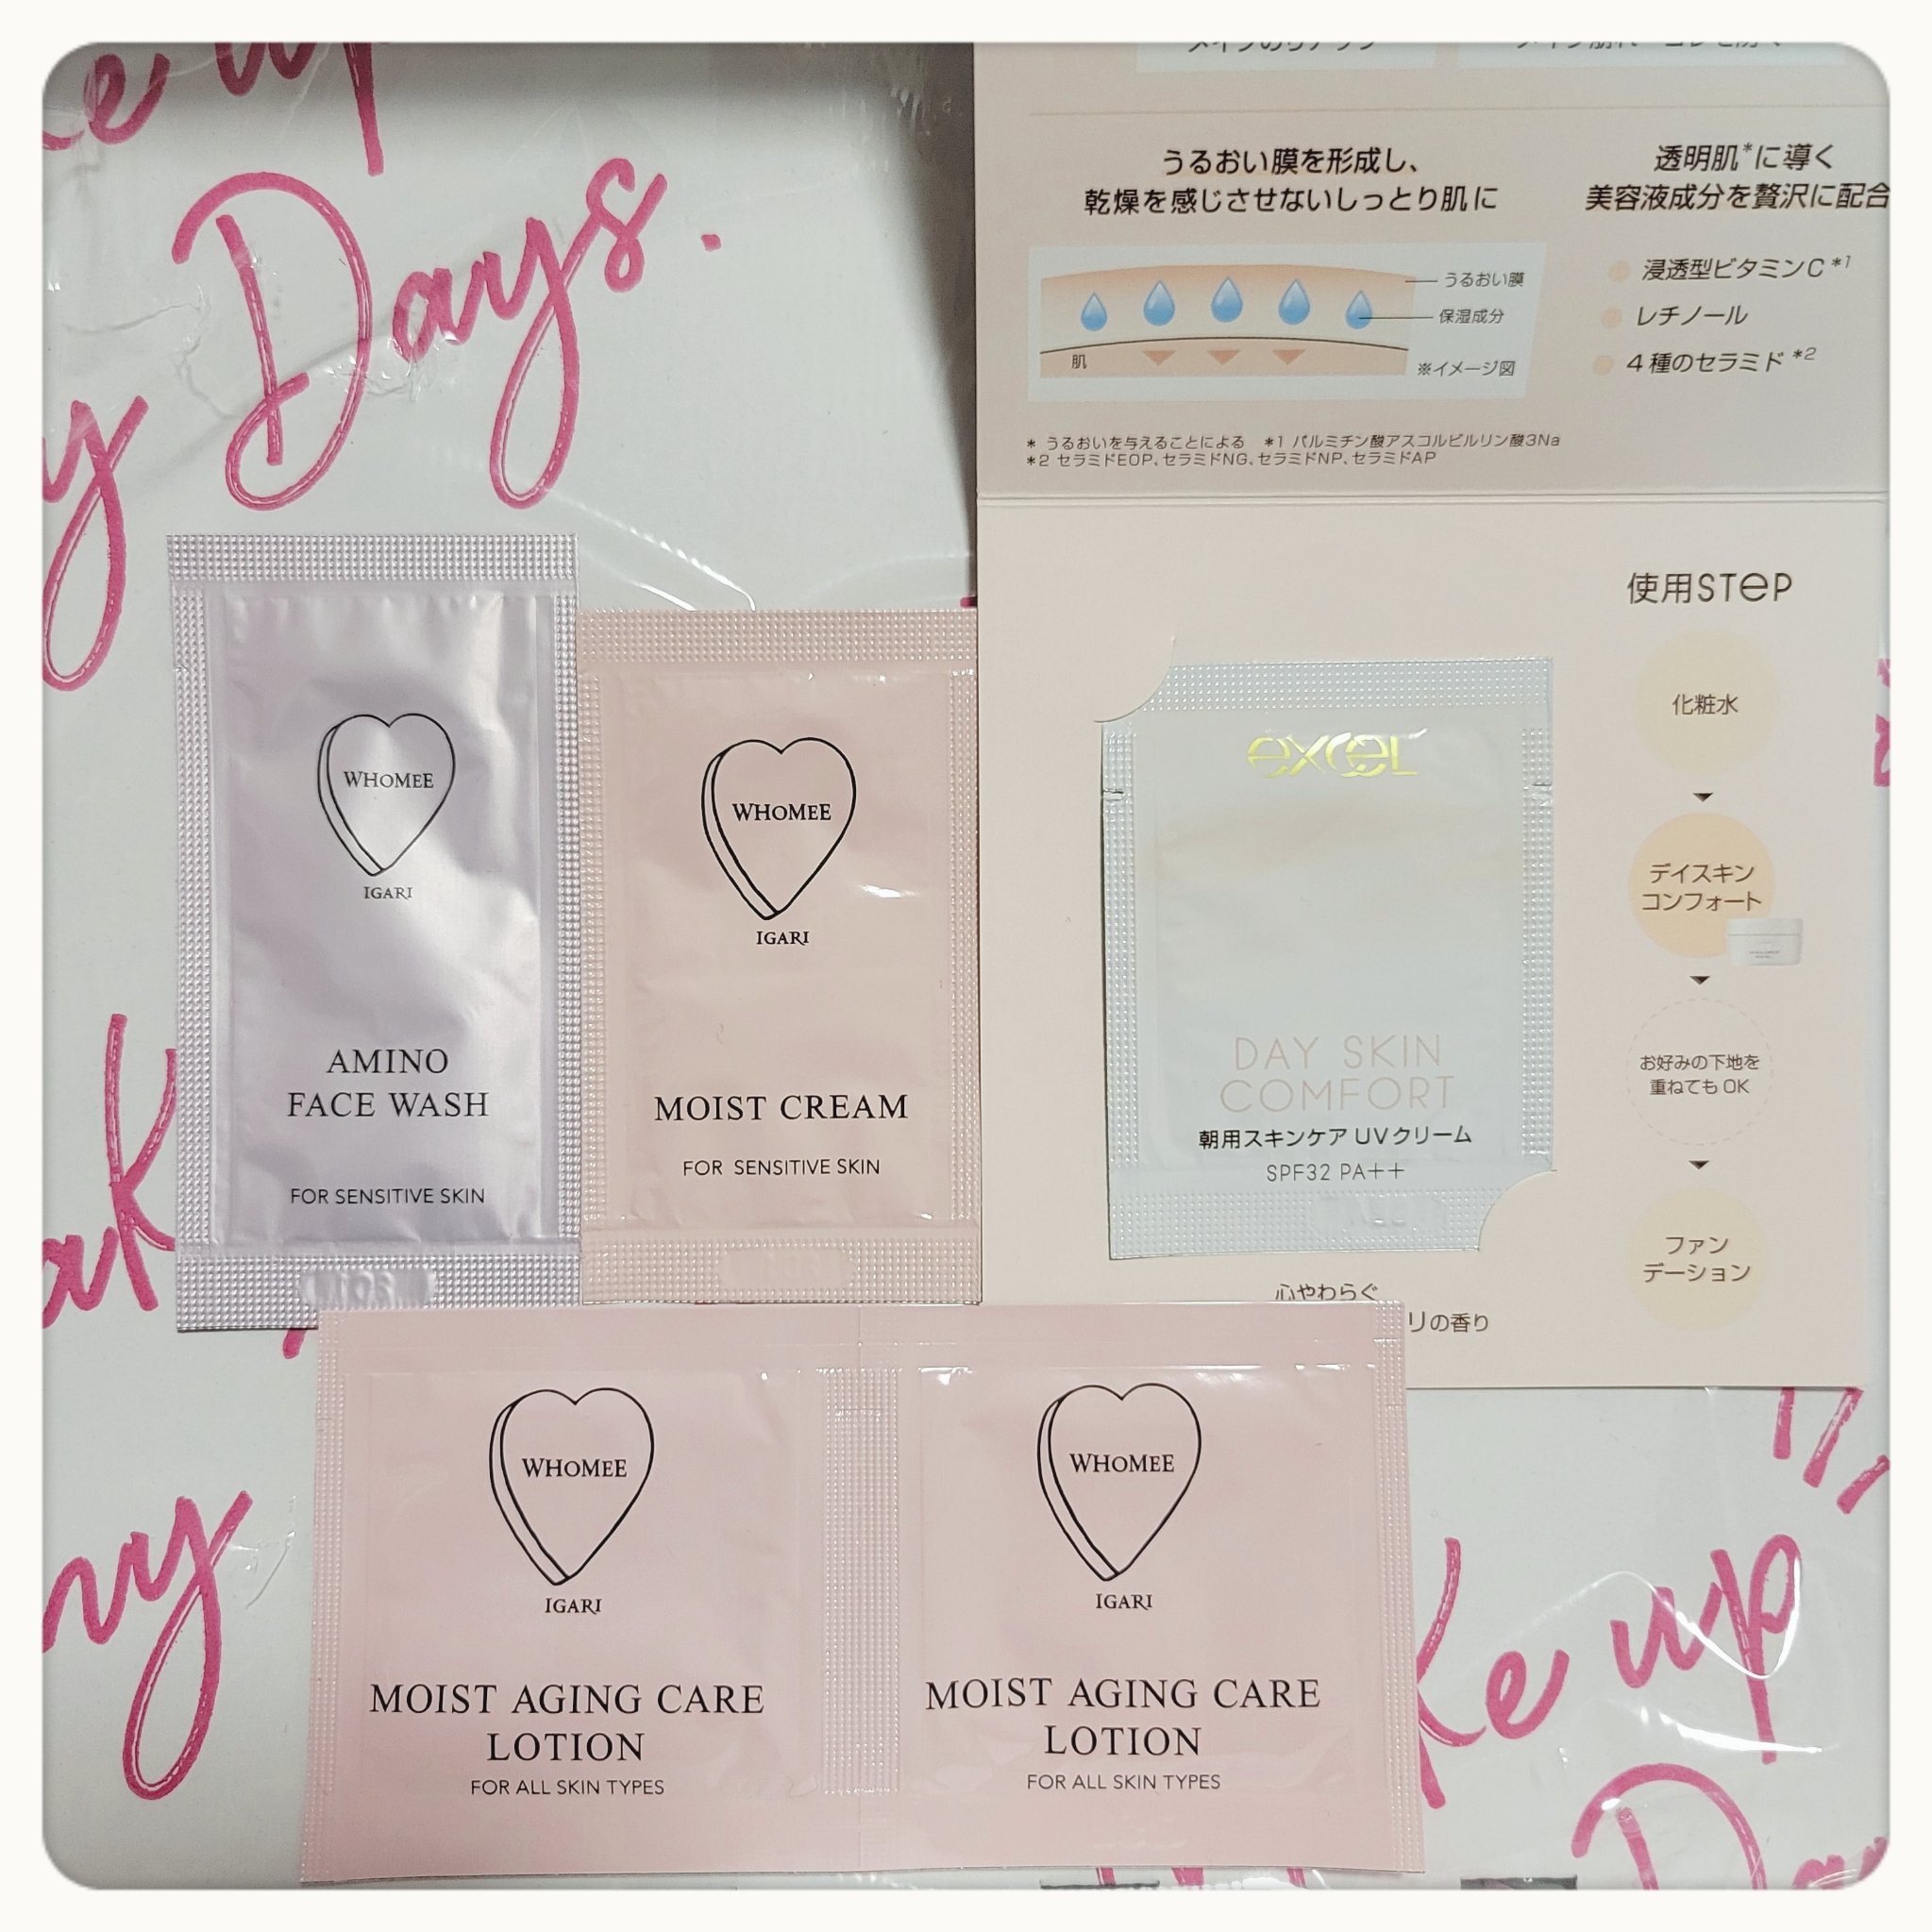 Days.
うるおい膜を形成し、
乾燥を感じさせないしっとり肌に
うるおい膜
保湿成分
肌
※イメージ図
透明肌*に導く
美容液成分を贅沢に配合
浸透型ビタミンC *1
レチノール
4種のセラミド *2
* うるおいを与えることによる *1 パルミチン酸アスコルビルリン酸3Na
*2 セラミドEOP、セラミドNG、セラミドNP、セラミドAP
WHOMEE
IGARI
AMINO
FACE WASH
FOR SENSITIVE SKIN
WHOMEE
IGARI
MOIST CREAM
FOR SENSITIVE SKIN
excel
DAY SKIN
COMFORT
朝用スキンケア UVクリーム
SPF32 PA++
使用STeP
化粧水
デイスキン
コンフォート
お好みの下地を
重ねてもOK
ファン
デーション
心やわらぐ
リの香り
WHOMEE
IGARI
MOIST AGING CARE
LOTION
FOR ALL SKIN TYPES
WHOMEE
IGARI
MOIST AGING CARE
LOTION
FOR ALL SKIN TYPES
up